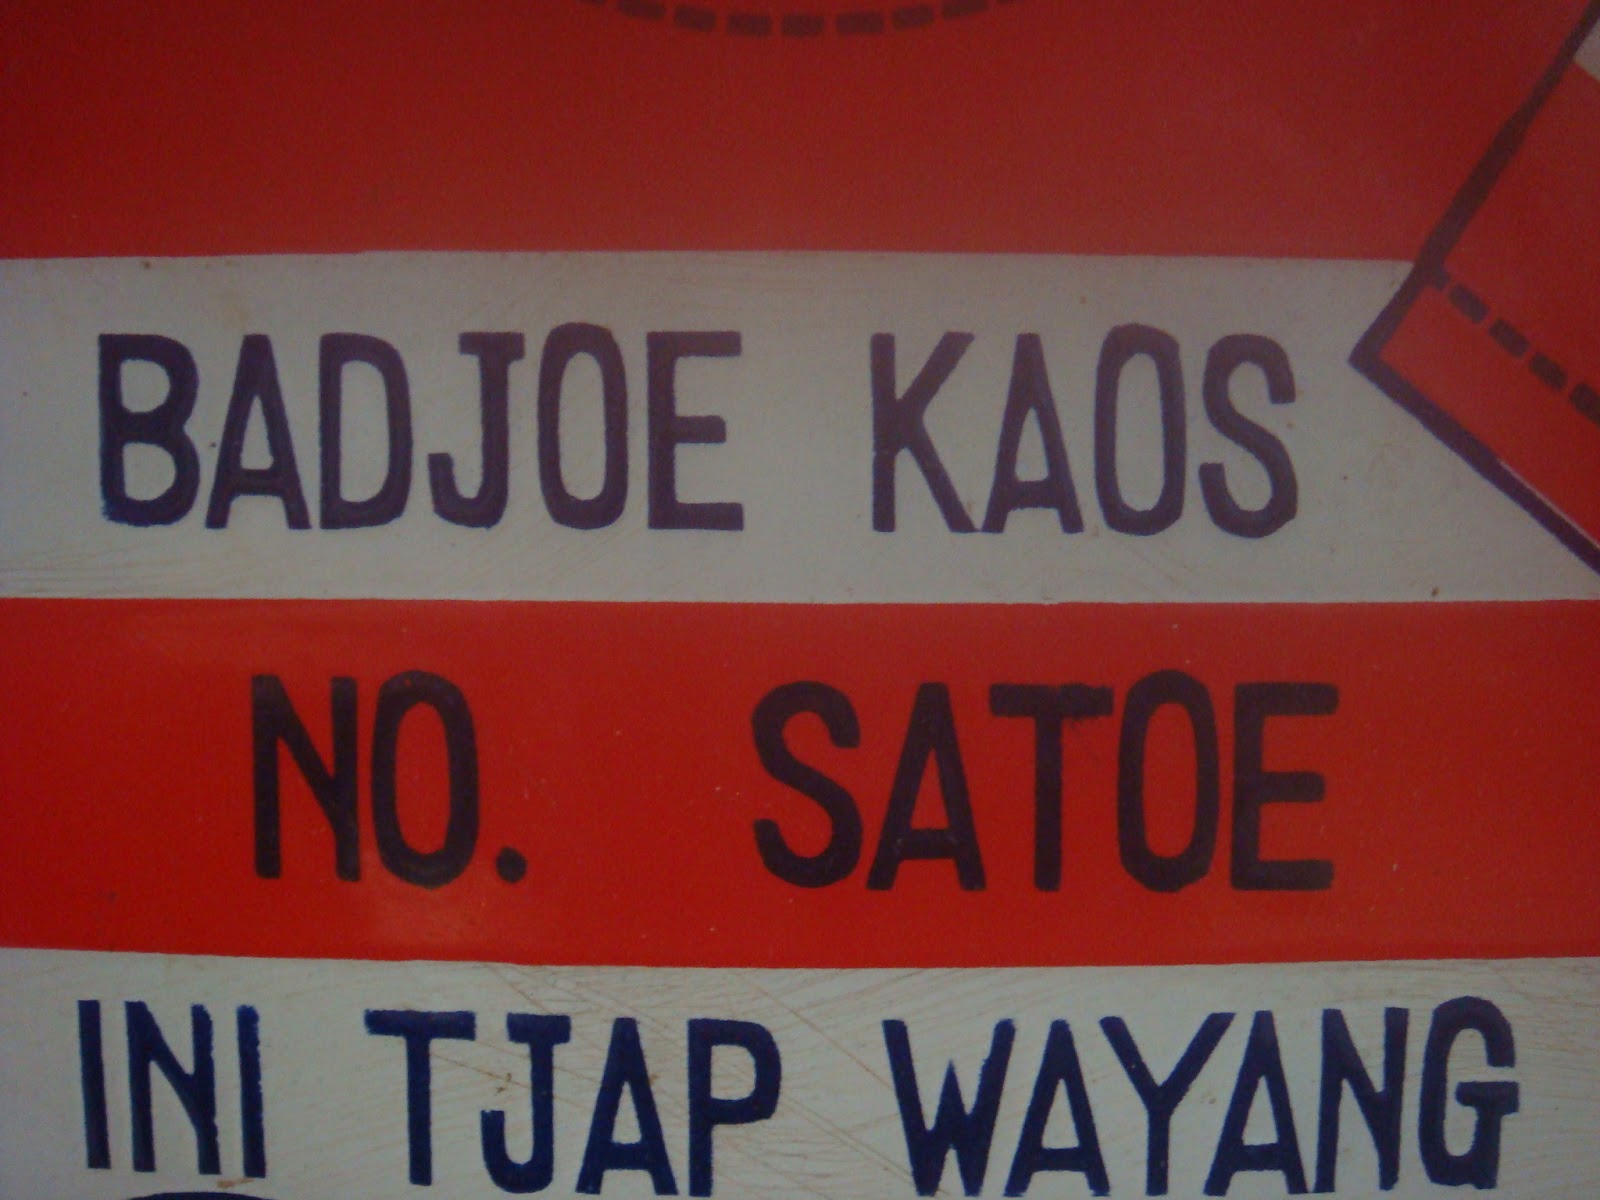 BADJOE KAOS
NO. SATOE
INI TJAP WAYANG